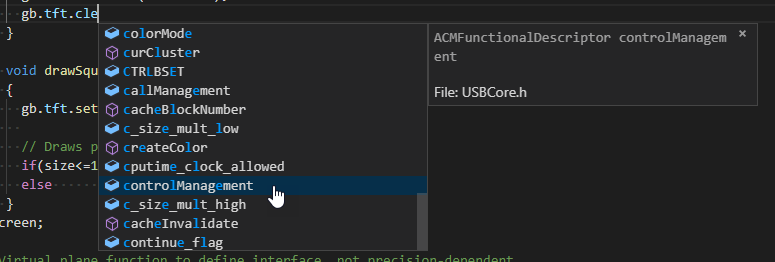 gb.tft.cle
}
colorMode
curCluster
CTRLBSET
callManagement
cacheBlockNumber
c_size_mult_low
createColor
cputime_clock_allowed
controlManagement
c_size_mult_high
cacheInvalidate
continue_flag
ACMFunctionalDescriptor controlManagem
ent
File: USBCore.h
×
void drawSqu
{
gb.tft.set
// Draws p
if(size<=1
else
}
creen;
Virtual plane function to define interface, not precision-dependent